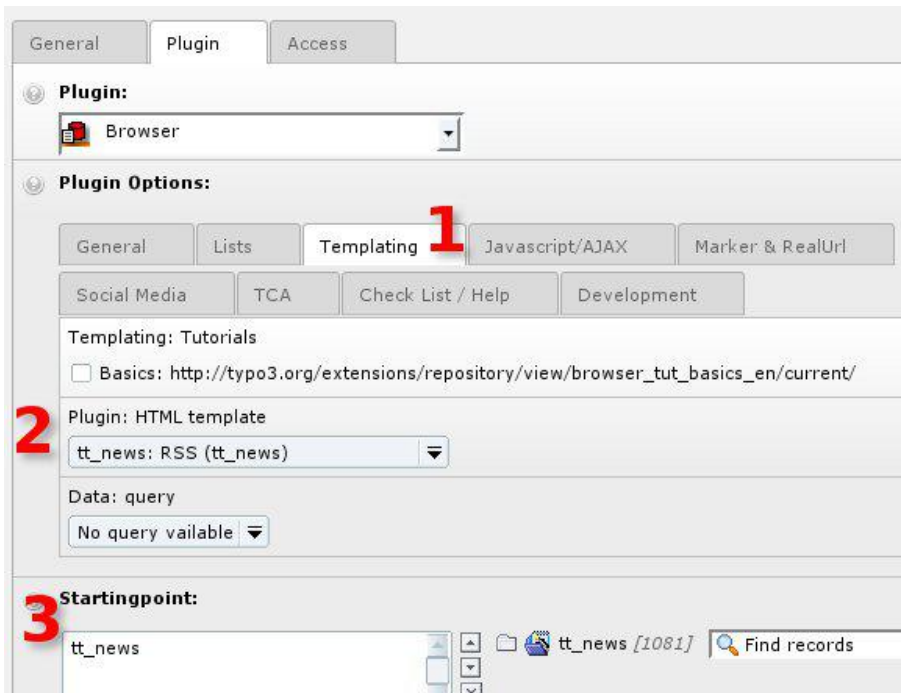 General Plugin Access
Plugin:
Browser
Plugin Options:
1
General Lists Templating Javascript/AJAX Marker & RealUrl
Social Media TCA Check List / Help Development
Templating: Tutorials
Basics: http://typo3.org/extensions/repository/view/browser_tut_basics_en/current/
2
Plugin: HTML template
tt_news: RSS (tt_news)
Data: query
No query vailable
3
Startingpoint:
tt_news tt_news [1081] Find records